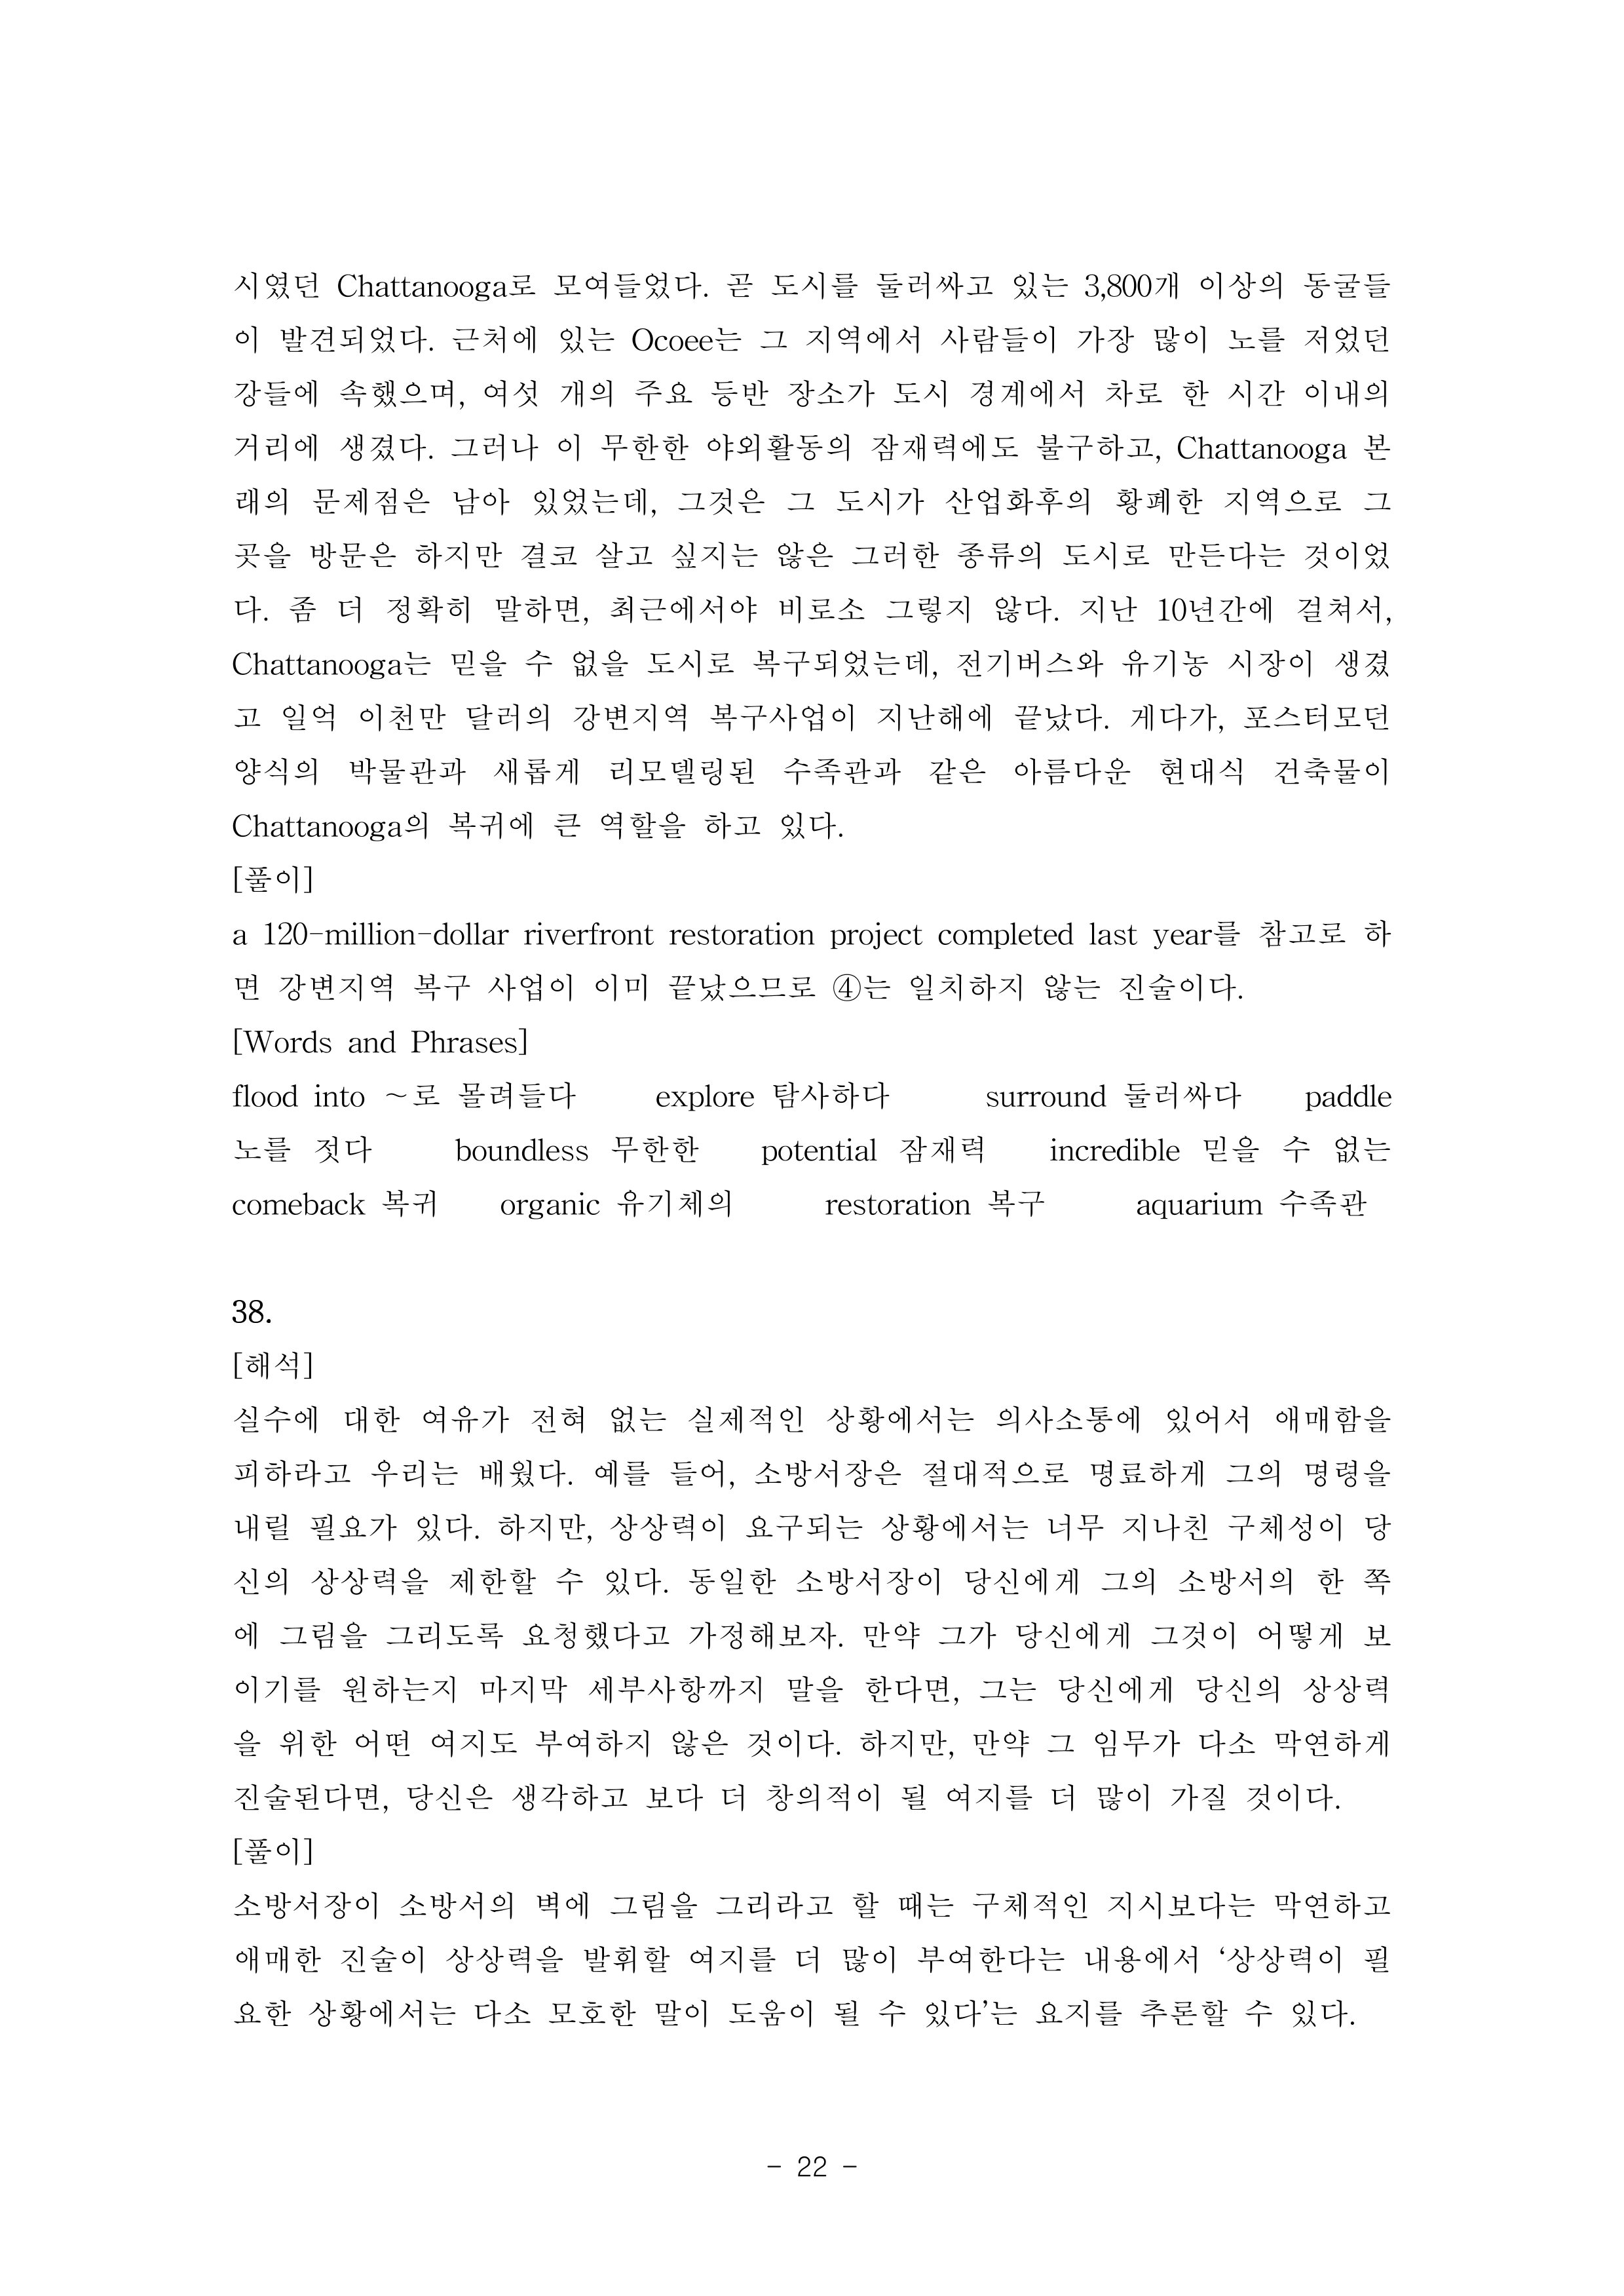 시였던 Chattanooga로 모여들었다. 곧 도시를 둘러싸고 있는 3,800개 이상의 동굴들
이 발견되었다. 근처에 있는 Ocoee는 그 지역에서 사람들이 가장 많이 노를 저었던
강들에 속했으며, 여섯 개의 주요 등반 장소가 도시 경계에서 차로 한 시간 이내의
거리에 생겼다. 그러나 이 무한한 야외활동의 잠재력에도 불구하고, Chattanooga 본
래의 문제점은 남아 있었는데, 그것은 그 도시가 산업화후의 황폐한 지역으로 그
곳을 방문은 하지만 결코 살고 싶지는 않은 그러한 종류의 도시로 만든다는 것이었
다. 좀 더 정확히 말하면, 최근에서야 비로소 그렇지 않다. 지난 10년간에 걸쳐서,
Chattanooga는 믿을 수 없을 도시로 복구되었는데, 전기버스와 유기농 시장이 생겼
고 일억 이천만 달러의 강변지역 복구사업이 지난해에 끝났다. 게다가, 포스터모던
양식의 박물관과 새롭게 리모델링된 수족관과 같은 아름다운 현대식 건축물이
Chattanooga의 복귀에 큰 역할을 하고 있다.
[풀이]
a 120-million-dollar riverfront restoration project completed last year를 참고로 하
면 강변지역 복구 사업이 이미 끝났으므로 ④는 일치하지 않는 진술이다.
[Words and Phrases]
flood into ~로 몰려들다 explore 탐사하다 surround 둘러싸다 paddle
노를 젓다 boundless 무한한 potential 잠재력 incredible 믿을 수 없는
comeback 복귀 organic 유기체의 restoration 복구 aquarium 수족관
38.
[해석]
실수에 대한 여유가 전혀 없는 실제적인 상황에서는 의사소통에 있어서 애매함을
피하라고 우리는 배웠다. 예를 들어, 소방서장은 절대적으로 명료하게 그의 명령을
내릴 필요가 있다. 하지만, 상상력이 요구되는 상황에서는 너무 지나친 구체성이 당
신의 상상력을 제한할 수 있다. 동일한 소방서장이 당신에게 그의 소방서의 한 쪽
에 그림을 그리도록 요청했다고 가정해보자. 만약 그가 당신에게 그것이 어떻게 보
이기를 원하는지 마지막 세부사항까지 말을 한다면, 그는 당신에게 당신의 상상력
을 위한 어떤 여지도 부여하지 않은 것이다. 하지만, 만약 그 임무가 다소 막연하게
진술된다면, 당신은 생각하고 보다 더 창의적이 될 여지를 더 많이 가질 것이다.
[풀이]
소방서장이 소방서의 벽에 그림을 그리라고 할 때는 구체적인 지시보다는 막연하고
애매한 진술이 상상력을 발휘할 여지를 더 많이 부여한다는 내용에서 ‘상상력이 필
요한 상황에서는 다소 모호한 말이 도움이 될 수 있다’는 요지를 추론할 수 있다.
- 22 -